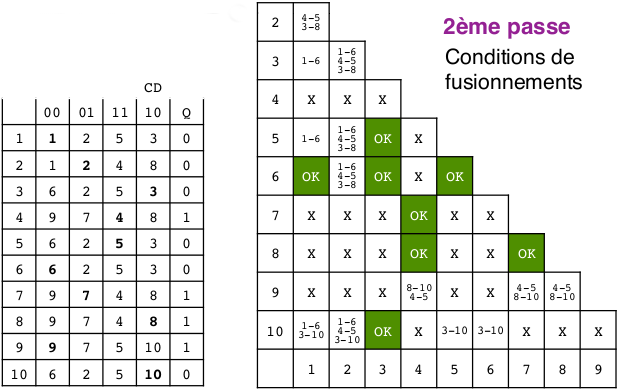 2ème passe
Conditions de
fusionnements
CD
00 01 11 10 Q
1 1 2 5 3 0
2 1 2 4 8 0
3 6 2 5 3 0
4 9 7 4 8 1
5 6 2 5 3 0
6 6 2 5 3 0
7 9 7 4 8 1
8 9 7 4 8 1
9 9 7 5 10 1
10 6 2 5 10 0
2 4-5
3-8
3 1-6 1-6
4-5
3-8
4 X X X
5 1-6 1-6 OK X
4-5
3-8
6 OK 1-6 OK X OK
4-5
3-8
7 X X X OK X X
8 X X X OK X X OK
9 X X X 8-10 X X 4-5 4-5
4-5 8-10 8-10
10 1-6 1-6 OK X 3-10 3-10 X X X
3-10 4-5
3-10
1 2 3 4 5 6 7 8 9